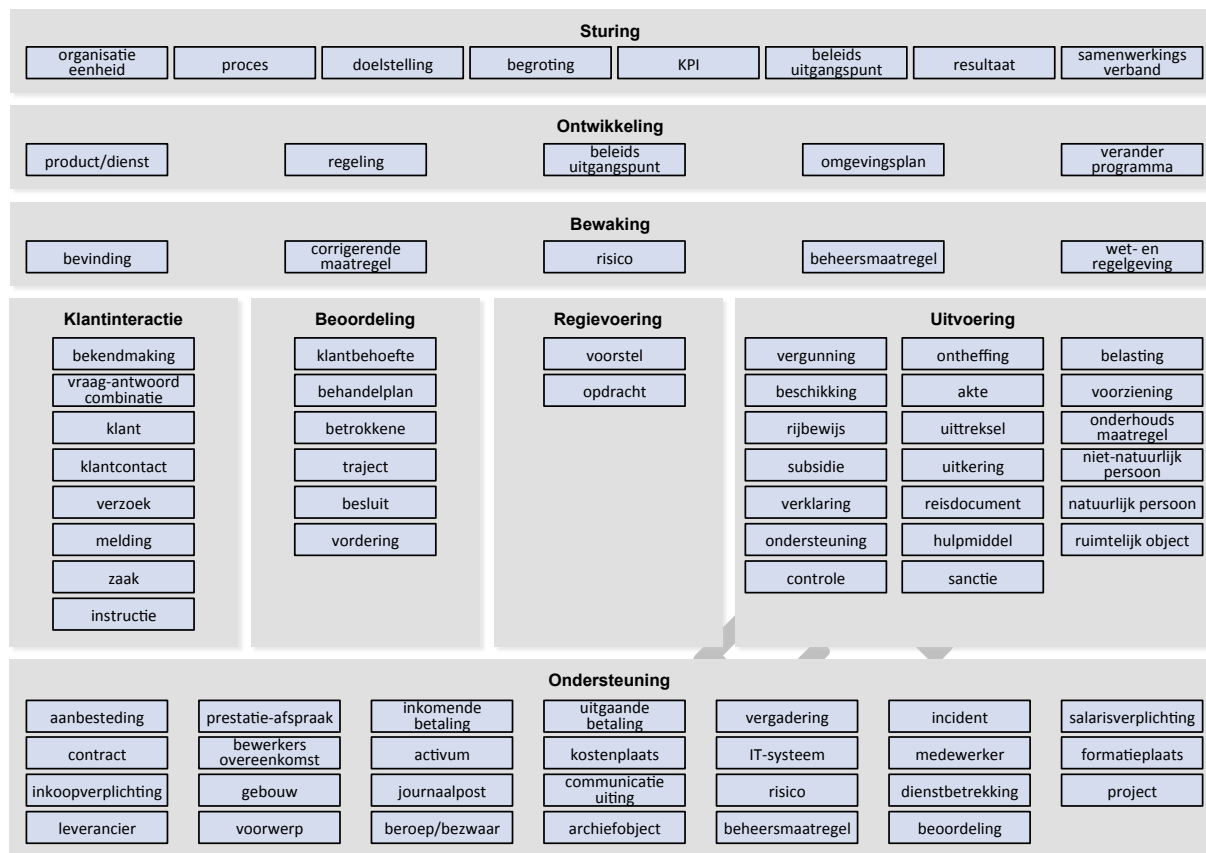 Sturing
organisatie
eenheid
proces
doelstelling
begroting
KPI
beleids
uitgangspunt
resultaat
samenwerkings
verband
Ontwikkeling
product/dienst
regeling
beleids
uitgangspunt
omgevingsplan
verander
programma
Bewaking
bevinding
corrigerende
maatregel
risico
beheersmaatregel
wet- en
regelgeving
Klantinteractie
bekendmaking
vraag-antwoord
combinatie
klant
klantcontact
verzoek
melding
zaak
instructie
Beoordeling
klantbehoefte
behandelplan
betrokkene
traject
besluit
vordering
Regievoering
voorstel
opdracht
Uitvoering
vergunning
beschikking
rijbewijs
subsidie
verklaring
ondersteuning
controle
ontheffing
akte
uittreksel
uitkering
reisdocument
hulpmiddel
sanctie
belasting
voorziening
onderhouds
maatregel
niet-natuurlijk
persoon
natuurlijk persoon
ruimtelijk object
Ondersteuning
aanbesteding
contract
inkoopverplichting
leverancier
prestatie-afspraak
bewerkers
overeenkomst
gebouw
voorwerp
inkomende
betaling
activum
journaalpost
beroep/bezwaar
uitgaande
betaling
kostenplaats
communicatie
uiting
archiefobject
vergadering
IT-systeem
risico
beheersmaatregel
incident
medewerker
dienstbetrekking
beoordeling
salarisverplichting
formatieplaats
project